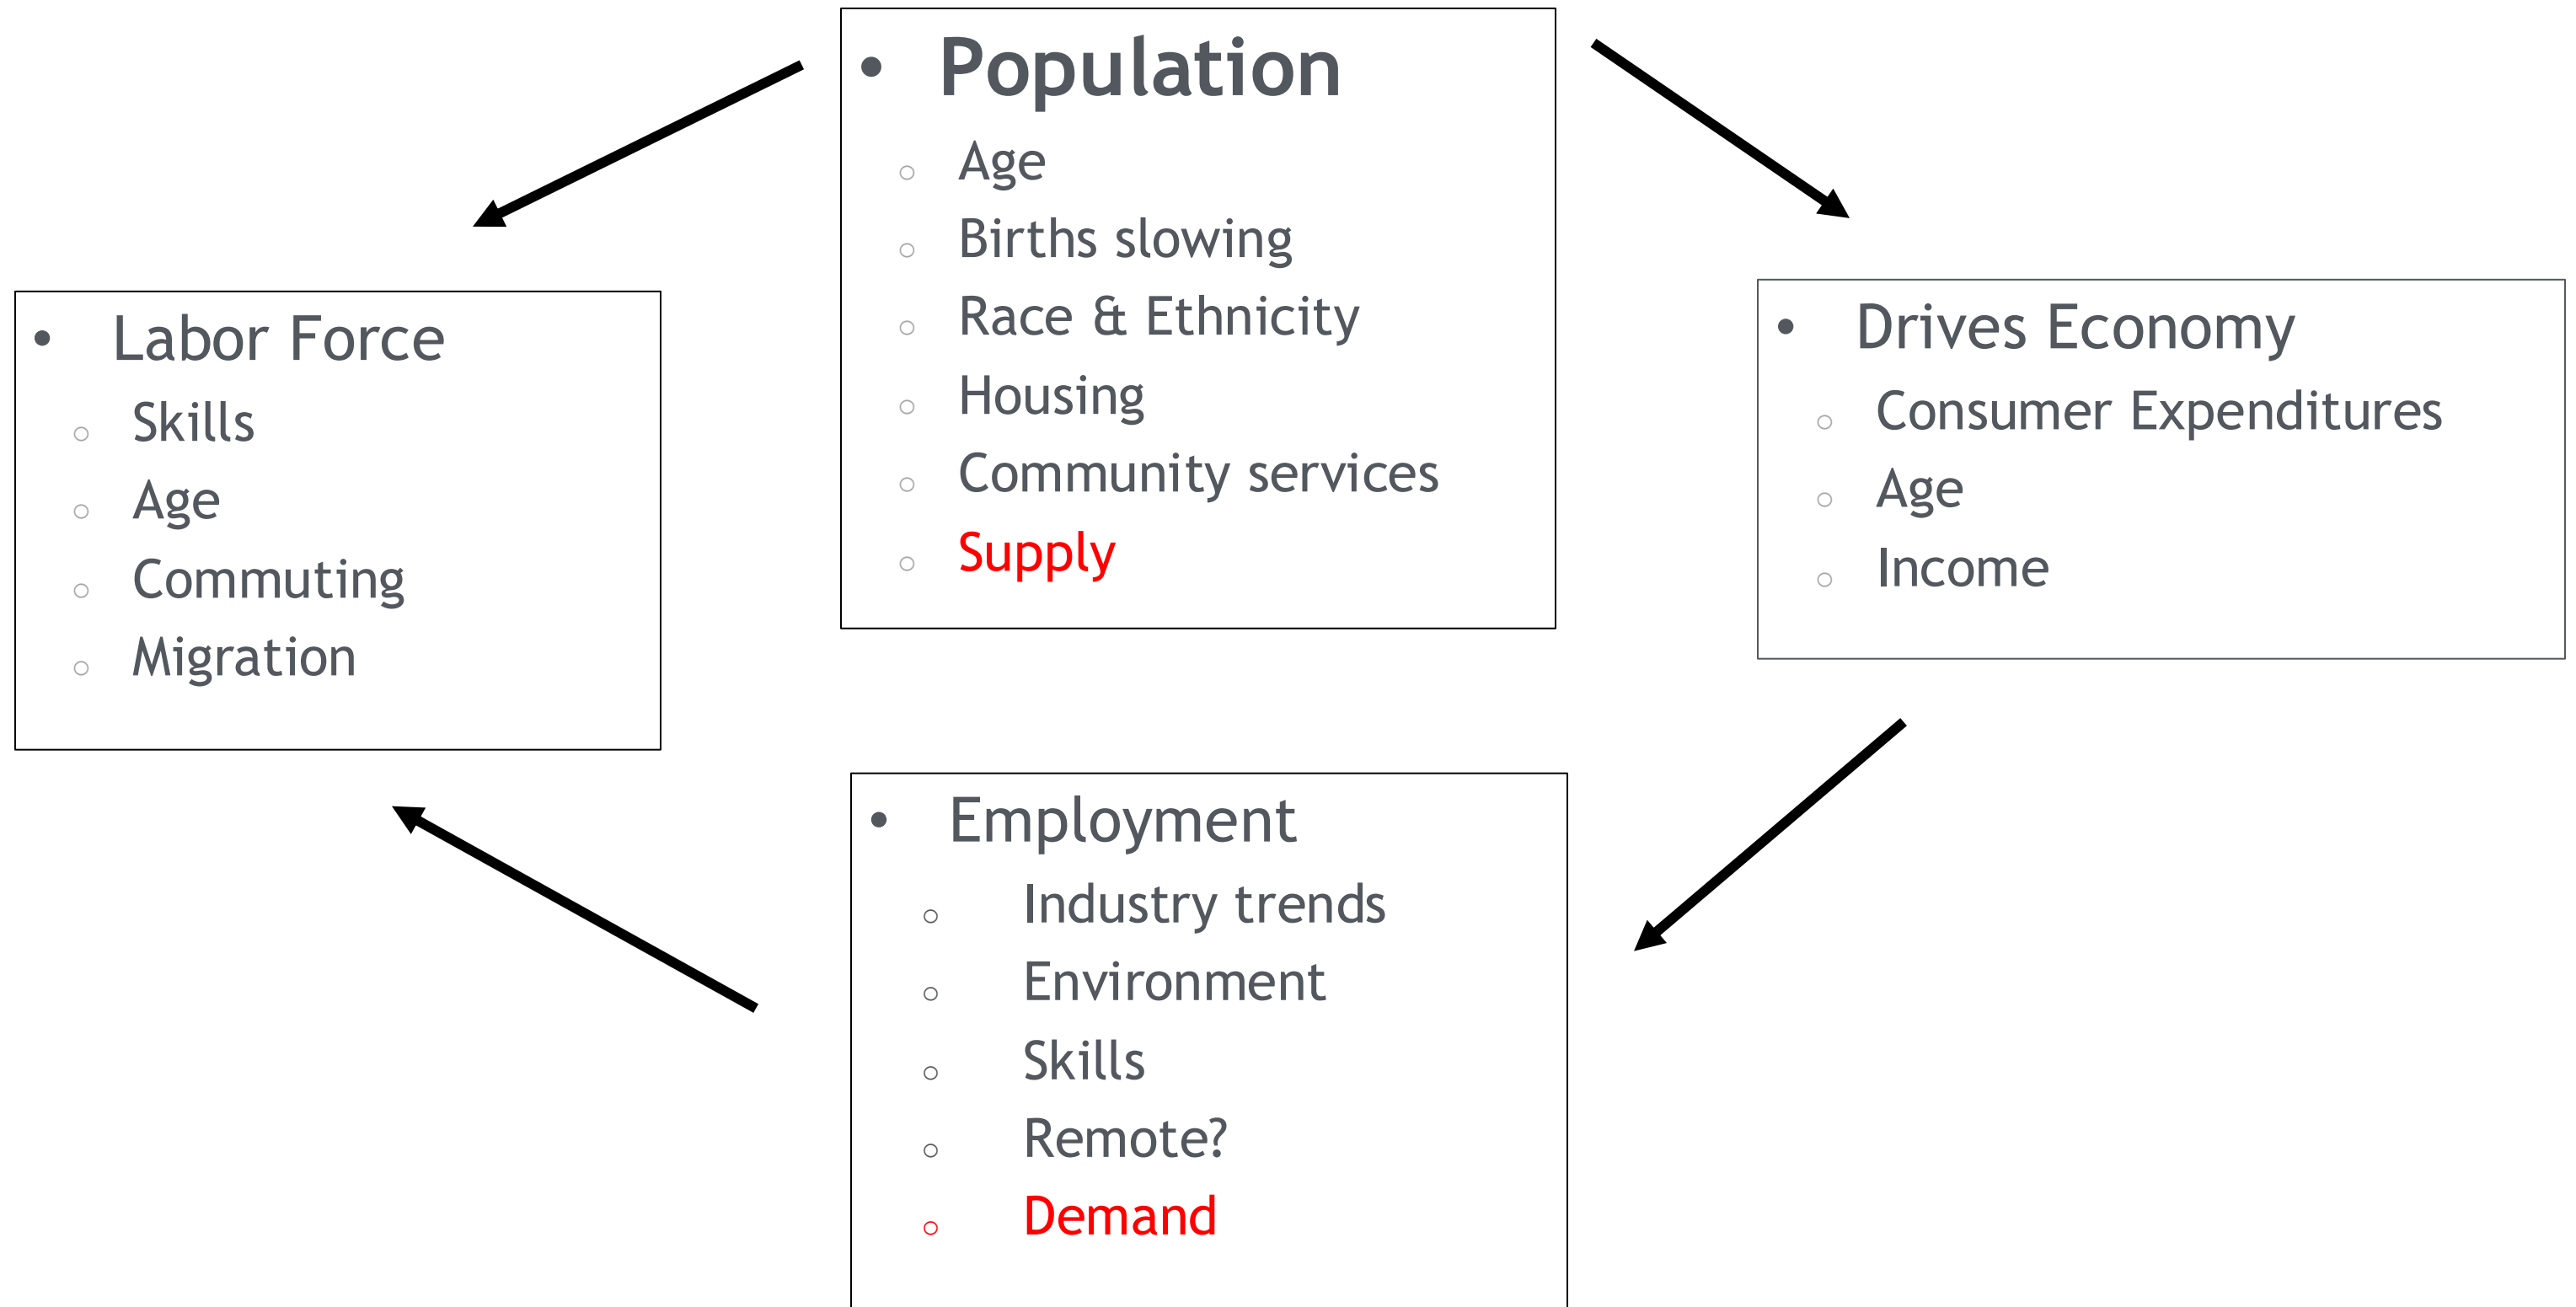 • Population
○ Age
○ Births slowing
○ Race & Ethnicity
○ Housing
○ Community services
○ Supply
• Labor Force
○ Skills
○ Age
○ Commuting
○ Migration
• Drives Economy
○ Consumer Expenditures
○ Age
○ Income
• Employment
○ Industry trends
○ Environment
○ Skills
○ Remote?
○ Demand